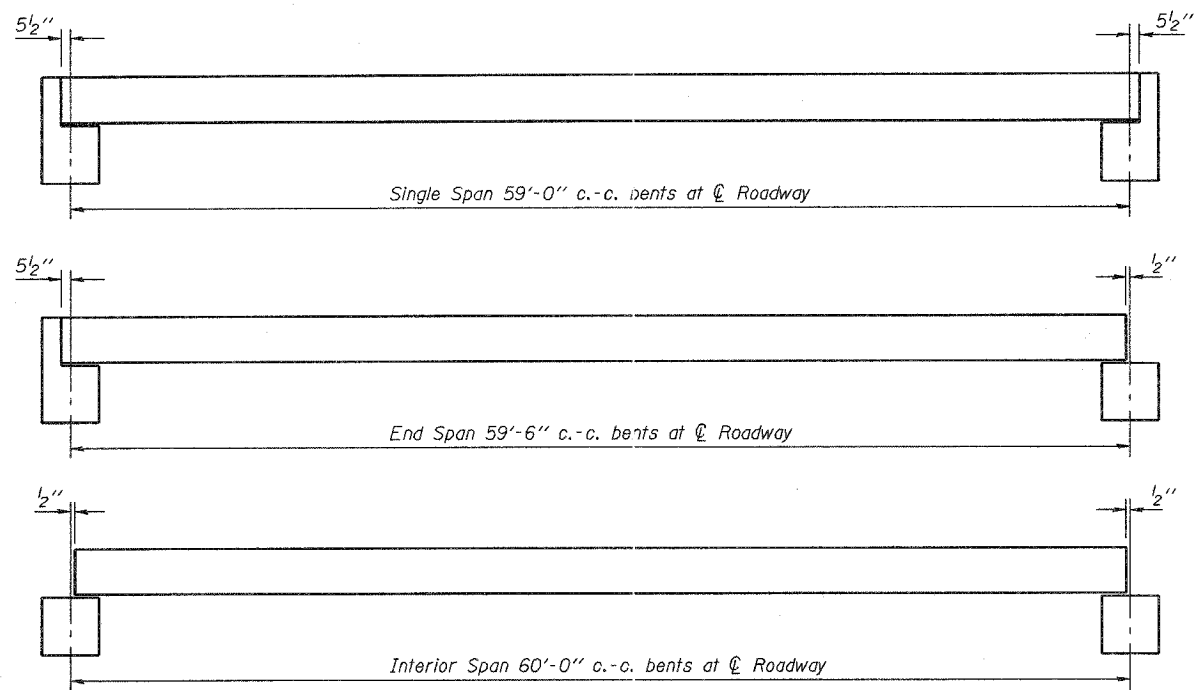 5½″ 5½″
Single Span 59'-0″ c.-c. bents at ℄ Roadway
5½″ ½″
End Span 59'-6″ c.-c. bents at ℄ Roadway
½″ ½″
Interior Span 60'-0″ c.-c. bents at ℄ Roadway